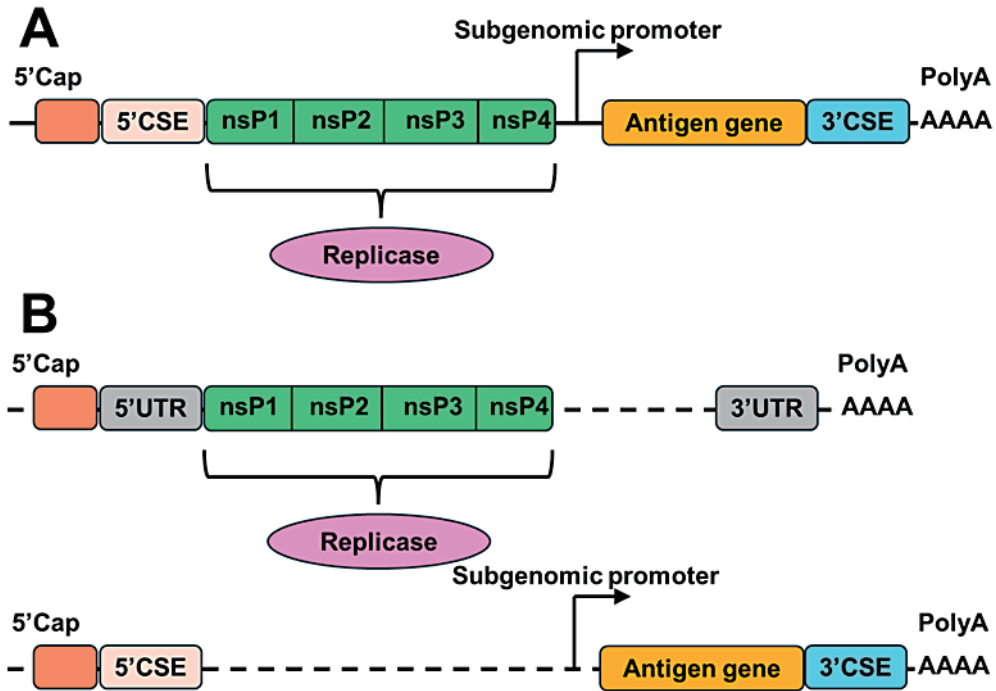 A
Subgenomic promoter
5’Cap
PolyA
5’CSE nsP1 nsP2 nsP3 nsP4 Antigen gene 3’CSE AAAA
Replicase
B
5’Cap
PolyA
5’UTR nsP1 nsP2 nsP3 nsP4 3’UTR AAAA
Replicase
Subgenomic promoter
5’Cap
PolyA
5’CSE Antigen gene 3’CSE AAAA